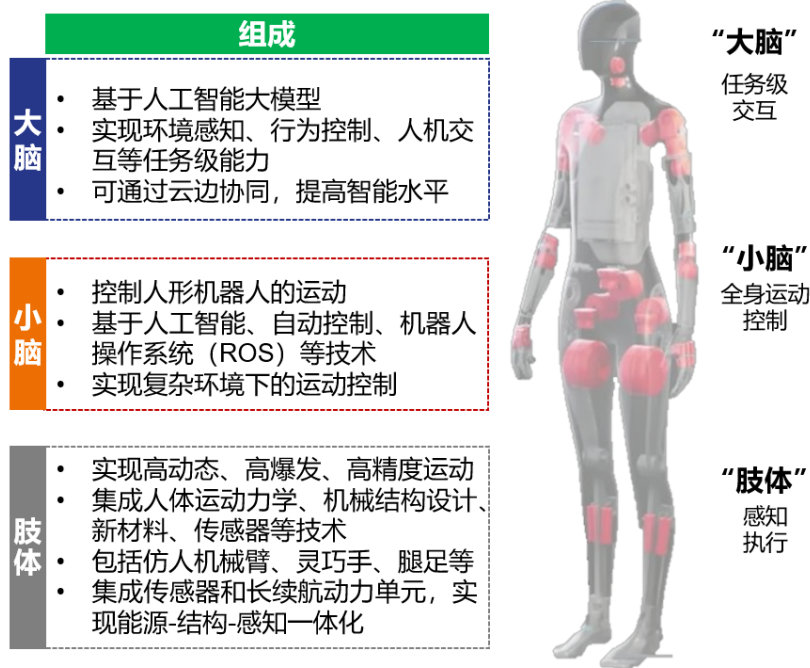 组成
大脑
• 基于人工智能大模型
• 实现环境感知、行为控制、人机交
互等任务级能力
• 可通过云边协同，提高智能水平
小脑
• 控制人形机器人的运动
• 基于人工智能、自动控制、机器人
操作系统（ROS）等技术
• 实现复杂环境下的运动控制
肢体
• 实现高动态、高爆发、高精度运动
• 集成人体运动力学、机械结构设计、
新材料、传感器等技术
• 包括仿人机械臂、灵巧手、腿足等
• 集成传感器和长续航动力单元，实
现能源-结构-感知一体化
“大脑”
任务级
交互
“小脑”
全身运动
控制
“肢体”
感知
执行